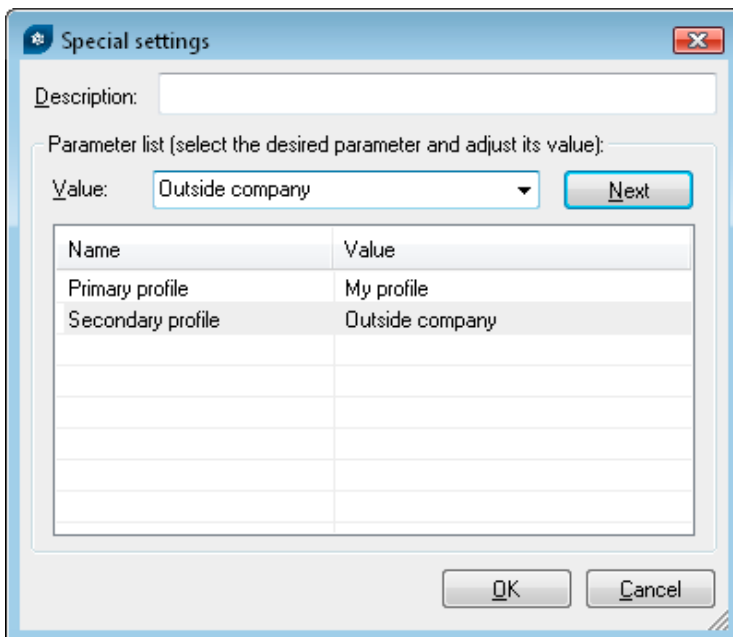 Special settings
Description:
Parameter list (select the desired parameter and adjust its value):
Value: Outside company Next
Name Value
Primary profile My profile
Secondary profile Outside company
OK Cancel